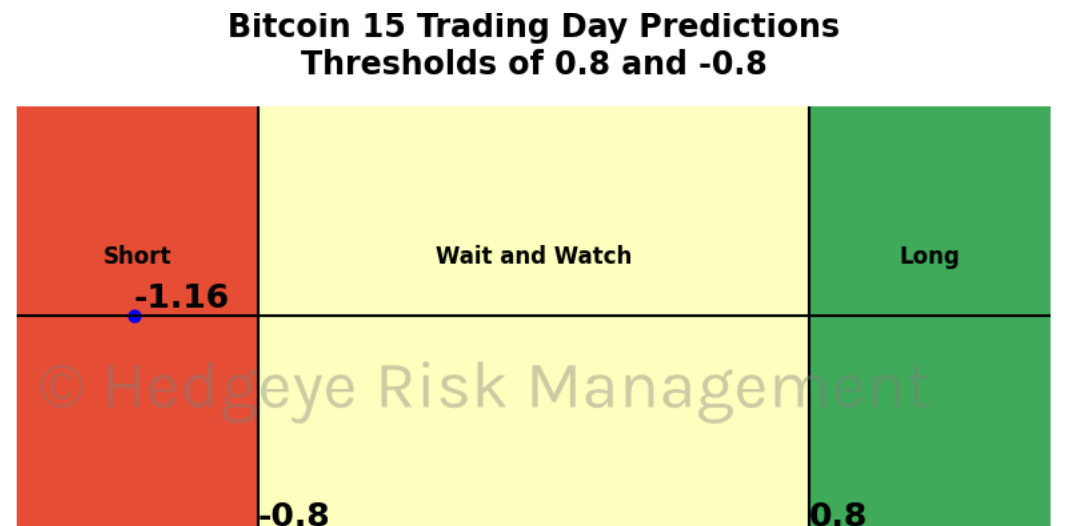 Bitcoin 15 Trading Day Predictions
Thresholds of 0.8 and -0.8
Short
Wait and Watch
Long
-1.16
© Hedgeye Risk Management
-0.8
0.8